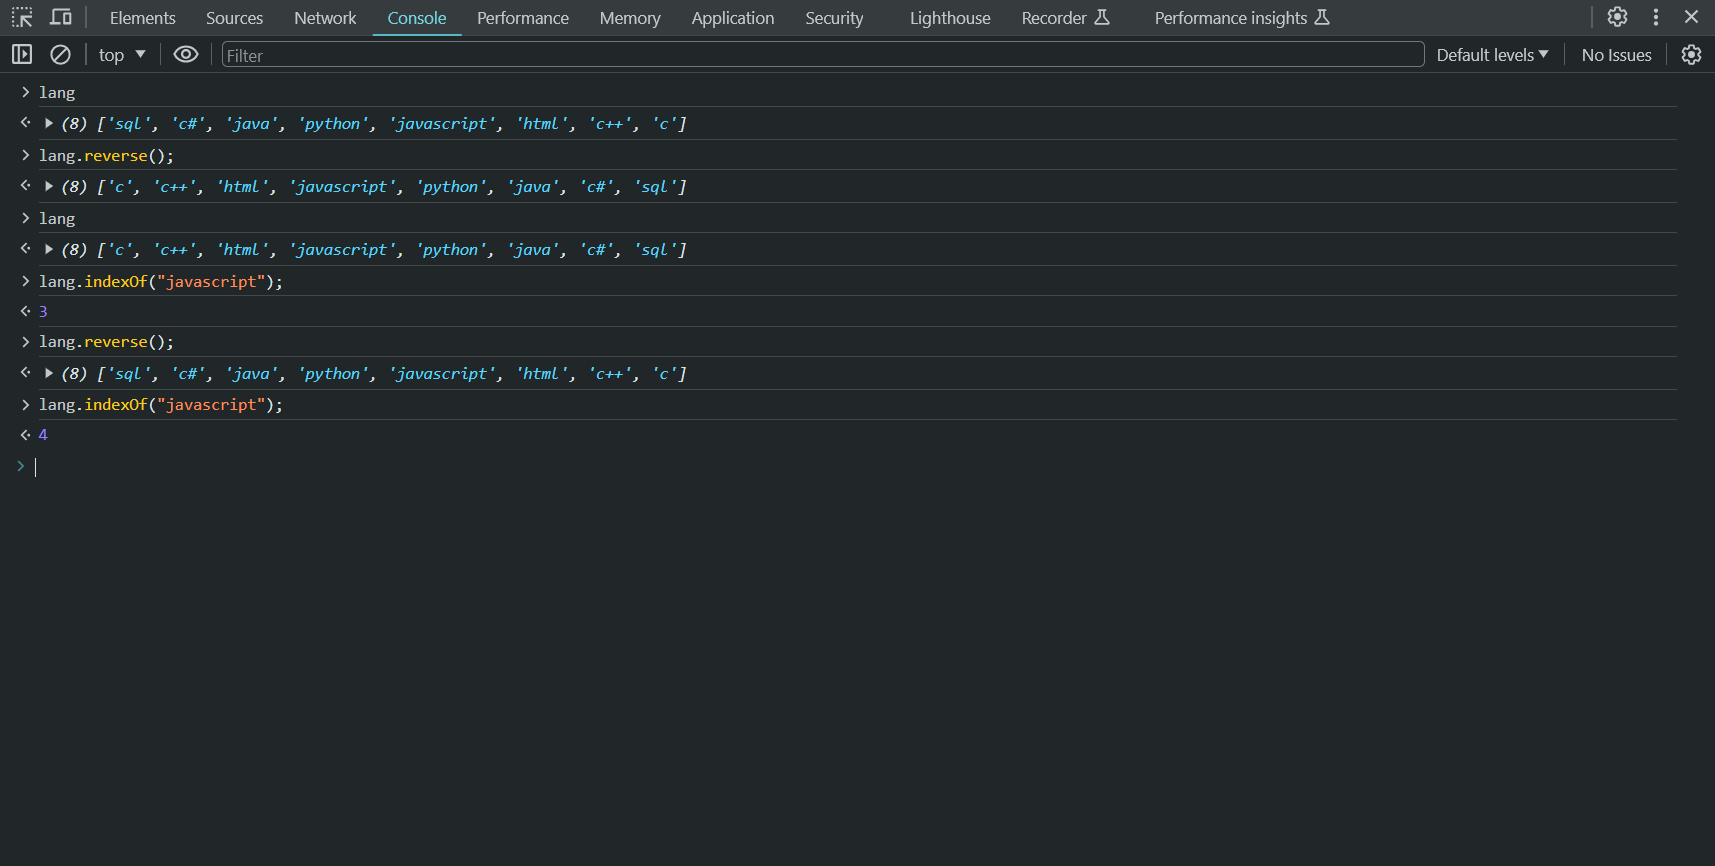 Elements Sources Network Console Performance Memory Application Security Lighthouse Recorder Performance insights
top Filter Default levels No Issues
> lang
(8) ['sql', 'c#', 'java', 'python', 'javascript', 'html', 'c++', 'c']
> lang.reverse();
(8) ['c', 'c++', 'html', 'javascript', 'python', 'java', 'c#', 'sql']
> lang
(8) ['c', 'c++', 'html', 'javascript', 'python', 'java', 'c#', 'sql']
> lang.indexOf("javascript");
3
> lang.reverse();
(8) ['sql', 'c#', 'java', 'python', 'javascript', 'html', 'c++', 'c']
> lang.indexOf("javascript");
4
>